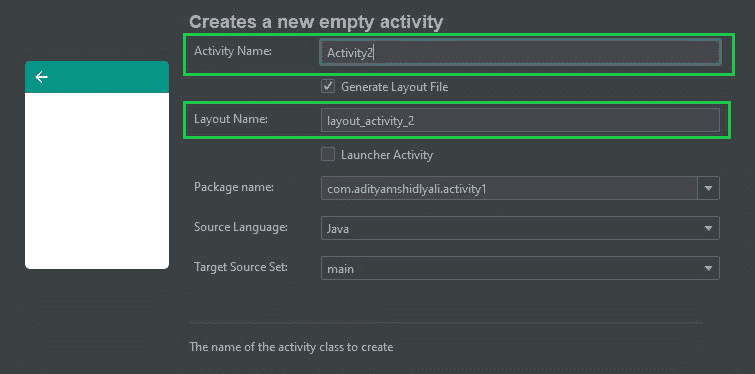 Creates a new empty activity
Activity Name: Activity2
Generate Layout File
Layout Name: layout_activity_2
Launcher Activity
Package name: com.adityamshidlyali.activity1
Source Language: Java
Target Source Set: main
The name of the activity class to create